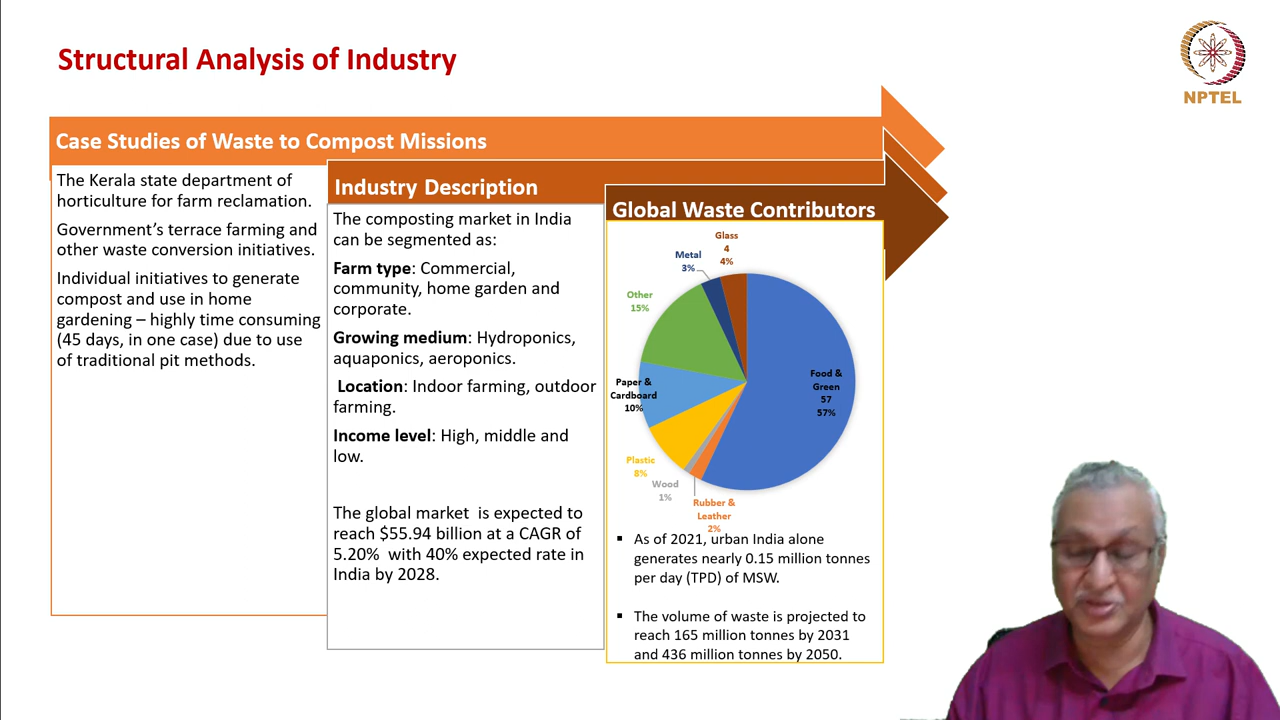 Structural Analysis of Industry
NPTEL
Case Studies of Waste to Compost Missions
The Kerala state department of
horticulture for farm reclamation.
Government's terrace farming and
other waste conversion initiatives.
Individual initiatives to generate
compost and use in home
gardening – highly time consuming
(45 days, in one case) due to use
of traditional pit methods.
Industry Description
The composting market in India
can be segmented as:
Farm type: Commercial,
community, home garden and
corporate.
Growing medium: Hydroponics,
aquaponics, aeroponics.
Location: Indoor farming, outdoor
farming.
Income level: High, middle and
low.
The global market is expected to
reach $55.94 billion at a CAGR of
5.20% with 40% expected rate in
India by 2028.
Global Waste Contributors
Glass
4
4%
Metal
3%
Other
15%
Paper &
Cardboard
10%
Food &
Green
57
57%
Plastic
8%
Wood
1%
Rubber &
Leather
2%
▪ As of 2021, urban India alone
generates nearly 0.15 million tonnes
per day (TPD) of MSW.
▪ The volume of waste is projected to
reach 165 million tonnes by 2031
and 436 million tonnes by 2050.